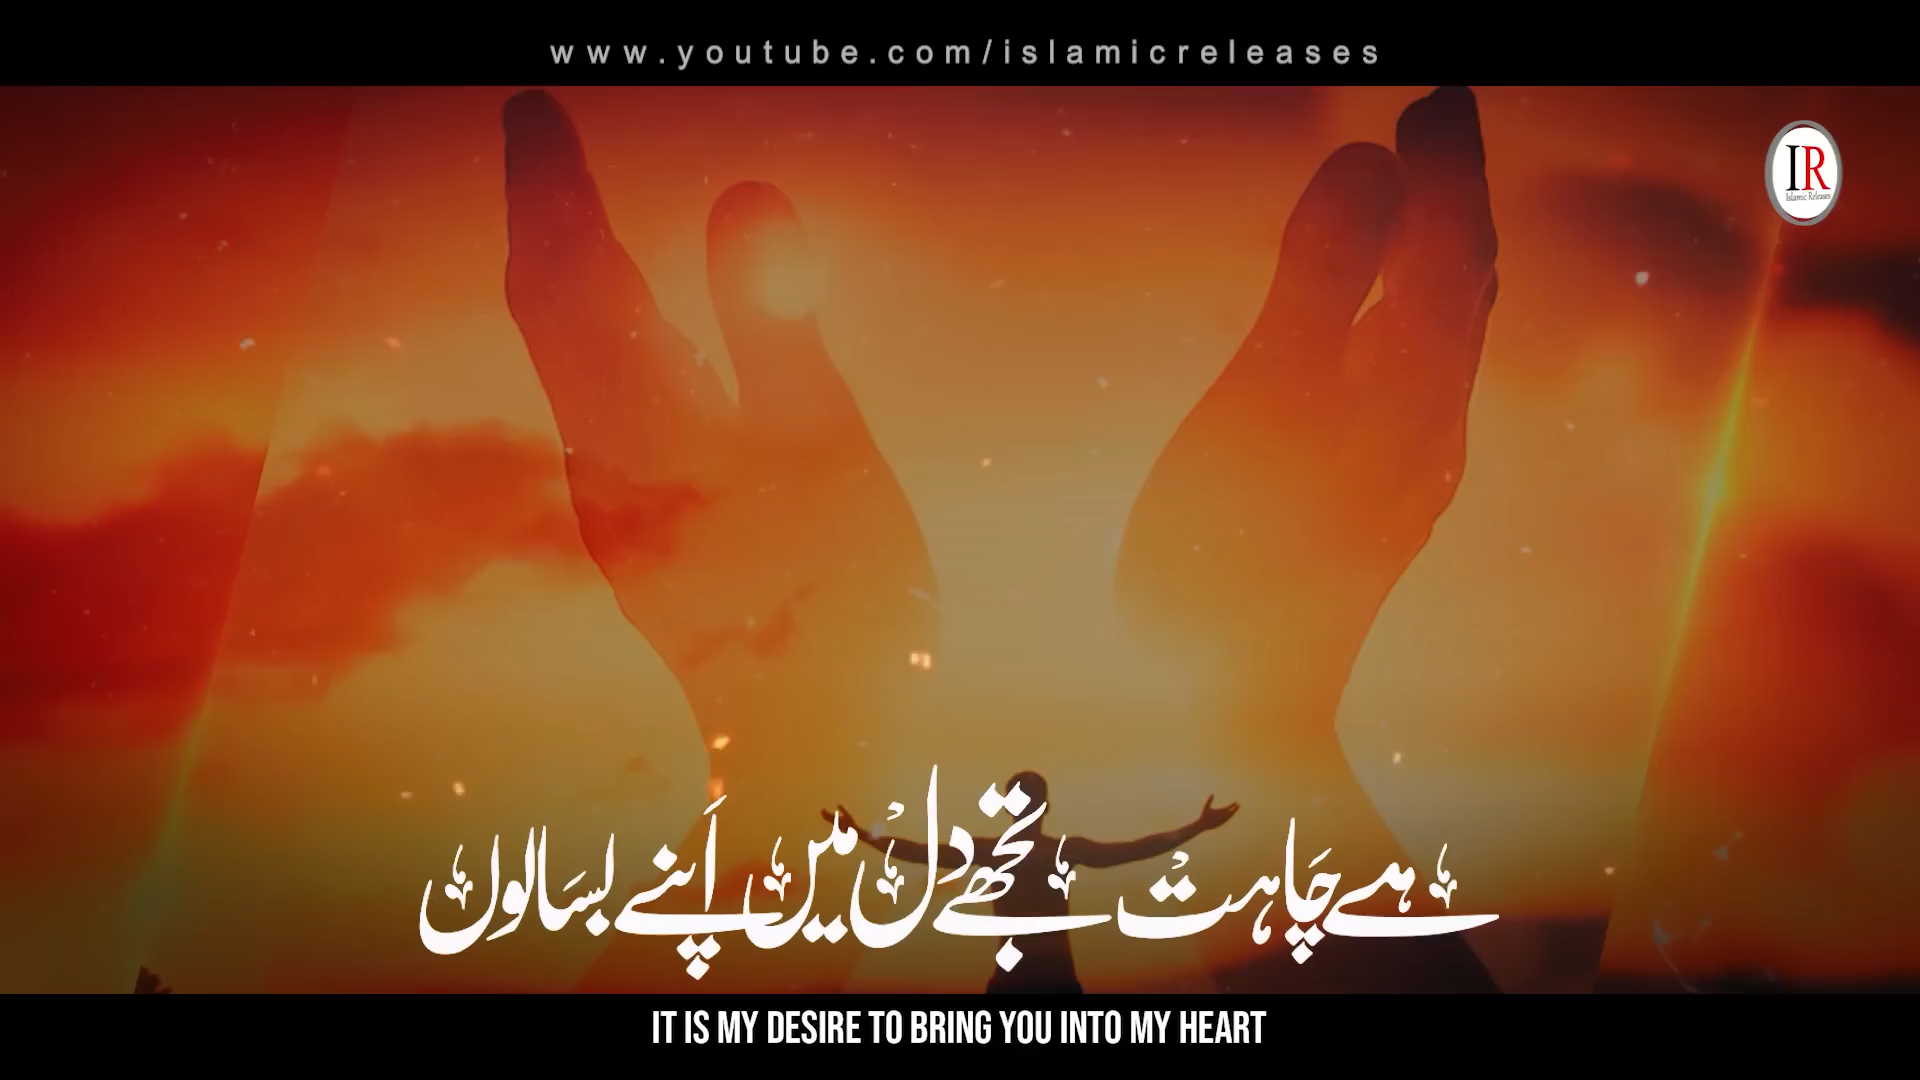 www.youtube.com/islamicreleases
IR
Islamic Releases
ہے چاہت تجھے دل میں اپنے بسا لوں
IT IS MY DESIRE TO BRING YOU INTO MY HEART